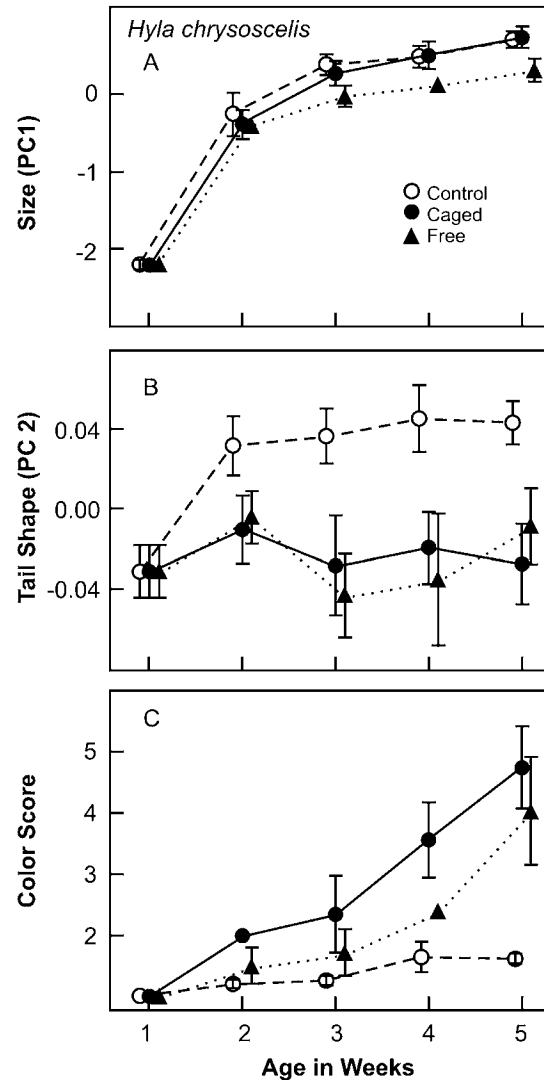 Hyla chrysoscelis
A
0
-1
-2
Size (PC1)
Control
Caged
Free
B
0.04
0.00
-0.04
Tail Shape (PC 2)
C
5
4
3
2
Color Score
1 2 3 4 5
Age in Weeks